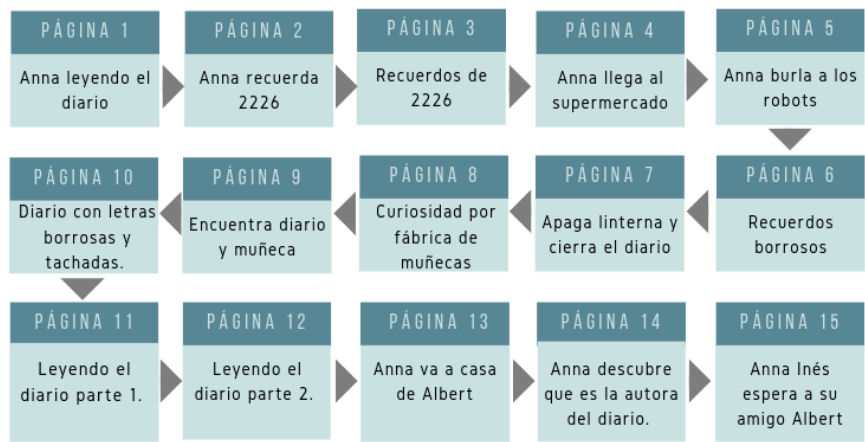 PÁGINA 1
Anna leyendo el
diario
PÁGINA 2
Anna recuerda
2226
PÁGINA 3
Recuerdos de
2226
PÁGINA 4
Anna llega al
supermercado
PÁGINA 5
Anna burla a los
robots
PÁGINA 6
Recuerdos
borrosos
PÁGINA 7
Apaga linterna y
cierra el diario
PÁGINA 8
Curiosidad por
fábrica de
muñecas
PÁGINA 9
Encuentra diario
y muñeca
PÁGINA 10
Diario con letras
borrosas y
tachadas.
PÁGINA 11
Leyendo el
diario parte 1.
PÁGINA 12
Leyendo el
diario parte 2.
PÁGINA 13
Anna va a casa
de Albert
PÁGINA 14
Anna descubre
que es la autora
del diario.
PÁGINA 15
Anna Inés
espera a su
amigo Albert